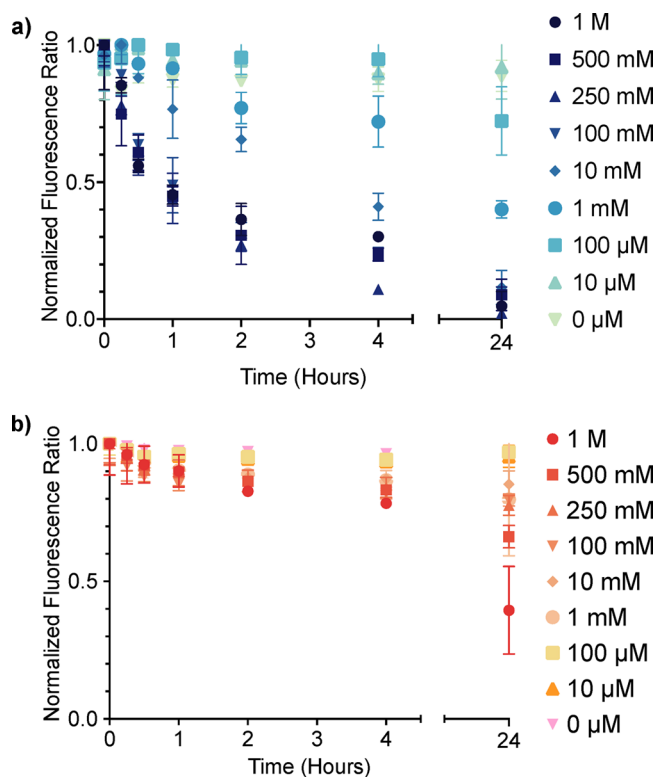 a)
Normalized Fluorescence Ratio
1.0
0.5
0.0
0
1
2
3
4
24
Time (Hours)
1 M
500 mM
250 mM
100 mM
10 mM
1 mM
100 µM
10 µM
0 µM
b)
Normalized Fluorescence Ratio
1.0
0.5
0.0
0
1
2
3
4
24
Time (Hours)
1 M
500 mM
250 mM
100 mM
10 mM
1 mM
100 µM
10 µM
0 µM